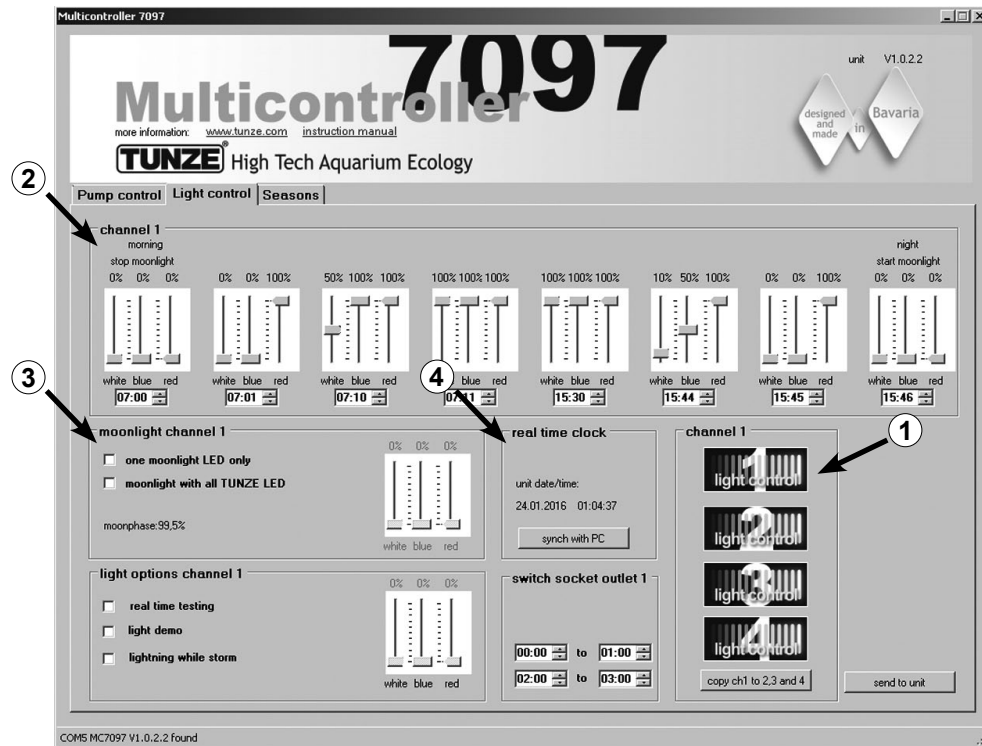 Multicontroller 7097
7097
Multicontroller
unit V1.0.2.2
designed and made
in
Bavaria
more information: www.tunze.com instruction manual
TUNZE® High Tech Aquarium Ecology
2
Pump control Light control Seasons
channel 1
morning
night
stop moonlight
start moonlight
0% 0% 0% 0% 0% 100% 50% 100% 100% 100% 100% 100% 100% 100% 100% 10% 50% 100% 0% 0% 100% 0% 0% 0%
white blue red white blue red white blue red blue red white blue red white blue red white blue red white blue red
07:00 07:01 07:10 07:11 15:30 15:44 15:45 15:46
3
4
1
moonlight channel 1
one moonlight LED only
moonlight with all TUNZE LED
moonphase:99,5%
0% 0% 0%
white blue red
real time clock
unit date/time:
24.01.2016 01:04:37
synch with PC
channel 1
1
light control
2
light control
3
light control
4
light control
copy ch1 to 2,3 and 4
light options channel 1
real time testing
light demo
lightning while storm
0% 0% 0%
white blue red
switch socket outlet 1
00:00 to 01:00
02:00 to 03:00
send to unit
COM5 MC7097 V1.0.2.2 found